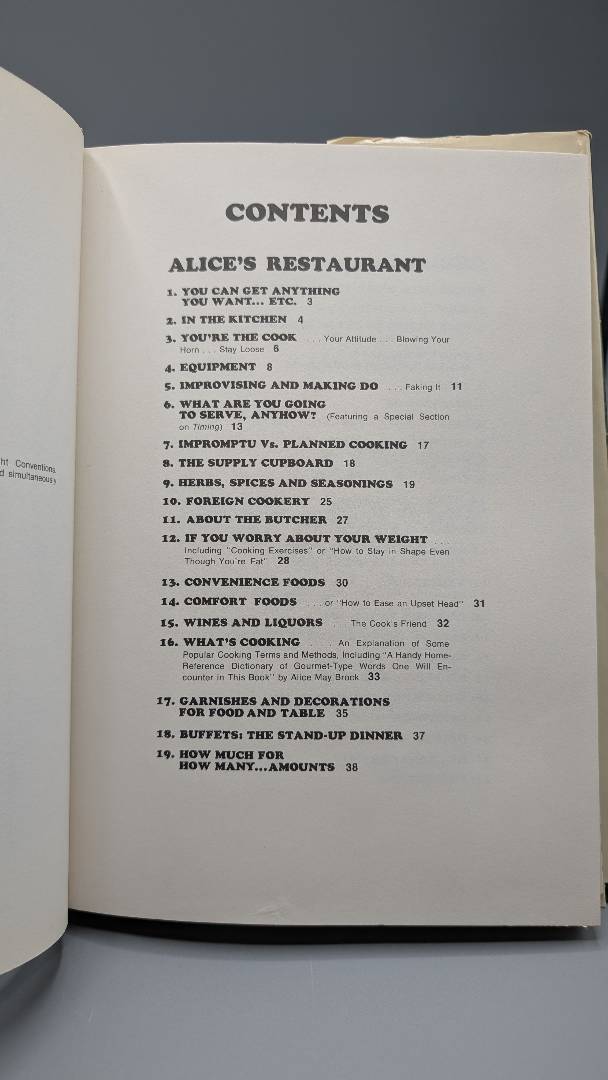 ht Conventions,
d simultaneously
CONTENTS
ALICE'S RESTAURANT
1. YOU CAN GET ANYTHING
YOU WANT... ETC. 3
2. IN THE KITCHEN 4
3. YOU'RE THE COOK . . . Your Attitude . . . Blowing Your
Horn . . . Stay Loose 6
4. EQUIPMENT 8
5. IMPROVISING AND MAKING DO . . . Faking It 11
6. WHAT ARE YOU GOING
TO SERVE, ANYHOW? (Featuring a Special Section
on Timing) 13
7. IMPROMPTU Vs. PLANNED COOKING 17
8. THE SUPPLY CUPBOARD 18
9. HERBS, SPICES AND SEASONINGS 19
10. FOREIGN COOKERY 25
11. ABOUT THE BUTCHER 27
12. IF YOU WORRY ABOUT YOUR WEIGHT . . .
Including "Cooking Exercises" or "How to Stay in Shape Even
Though You're Fat" 28
13. CONVENIENCE FOODS 30
14. COMFORT FOODS . . . or "How to Ease an Upset Head" 31
15. WINES AND LIQUORS . . . The Cook's Friend 32
16. WHAT'S COOKING . . . An Explanation of Some
Popular Cooking Terms and Methods, Including "A Handy Home-
Reference Dictionary of Gourmet-Type Words One Will En-
counter in This Book" by Alice May Brock 33
17. GARNISHES AND DECORATIONS
FOR FOOD AND TABLE 35
18. BUFFETS: THE STAND-UP DINNER 37
19. HOW MUCH FOR
HOW MANY...AMOUNTS 38